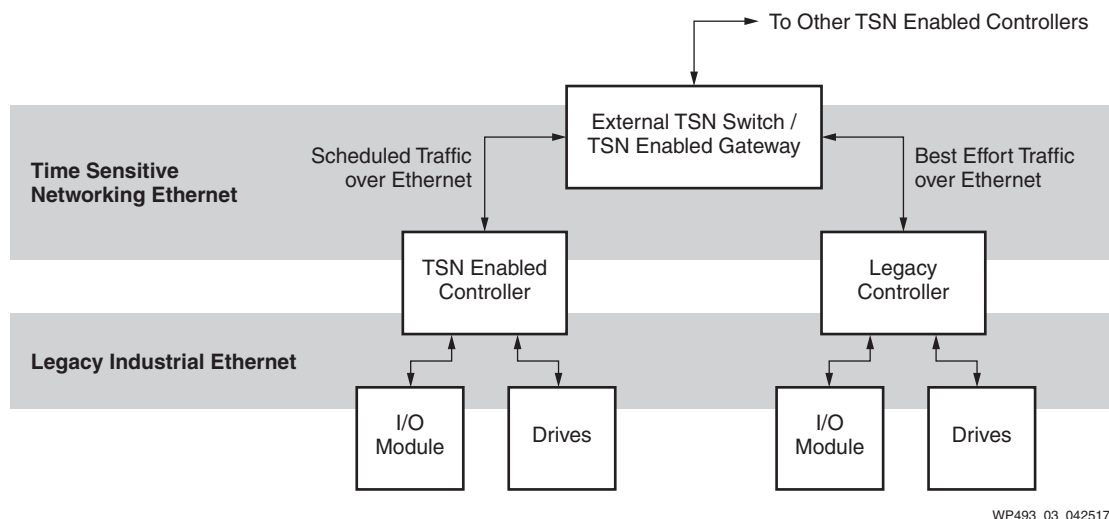 To Other TSN Enabled Controllers
External TSN Switch /
TSN Enabled Gateway
Scheduled Traffic
over Ethernet
Best Effort Traffic
over Ethernet
Time Sensitive
Networking Ethernet
TSN Enabled
Controller
Legacy
Controller
Legacy Industrial Ethernet
I/O
Module
Drives
I/O
Module
Drives
WP493_03_042517